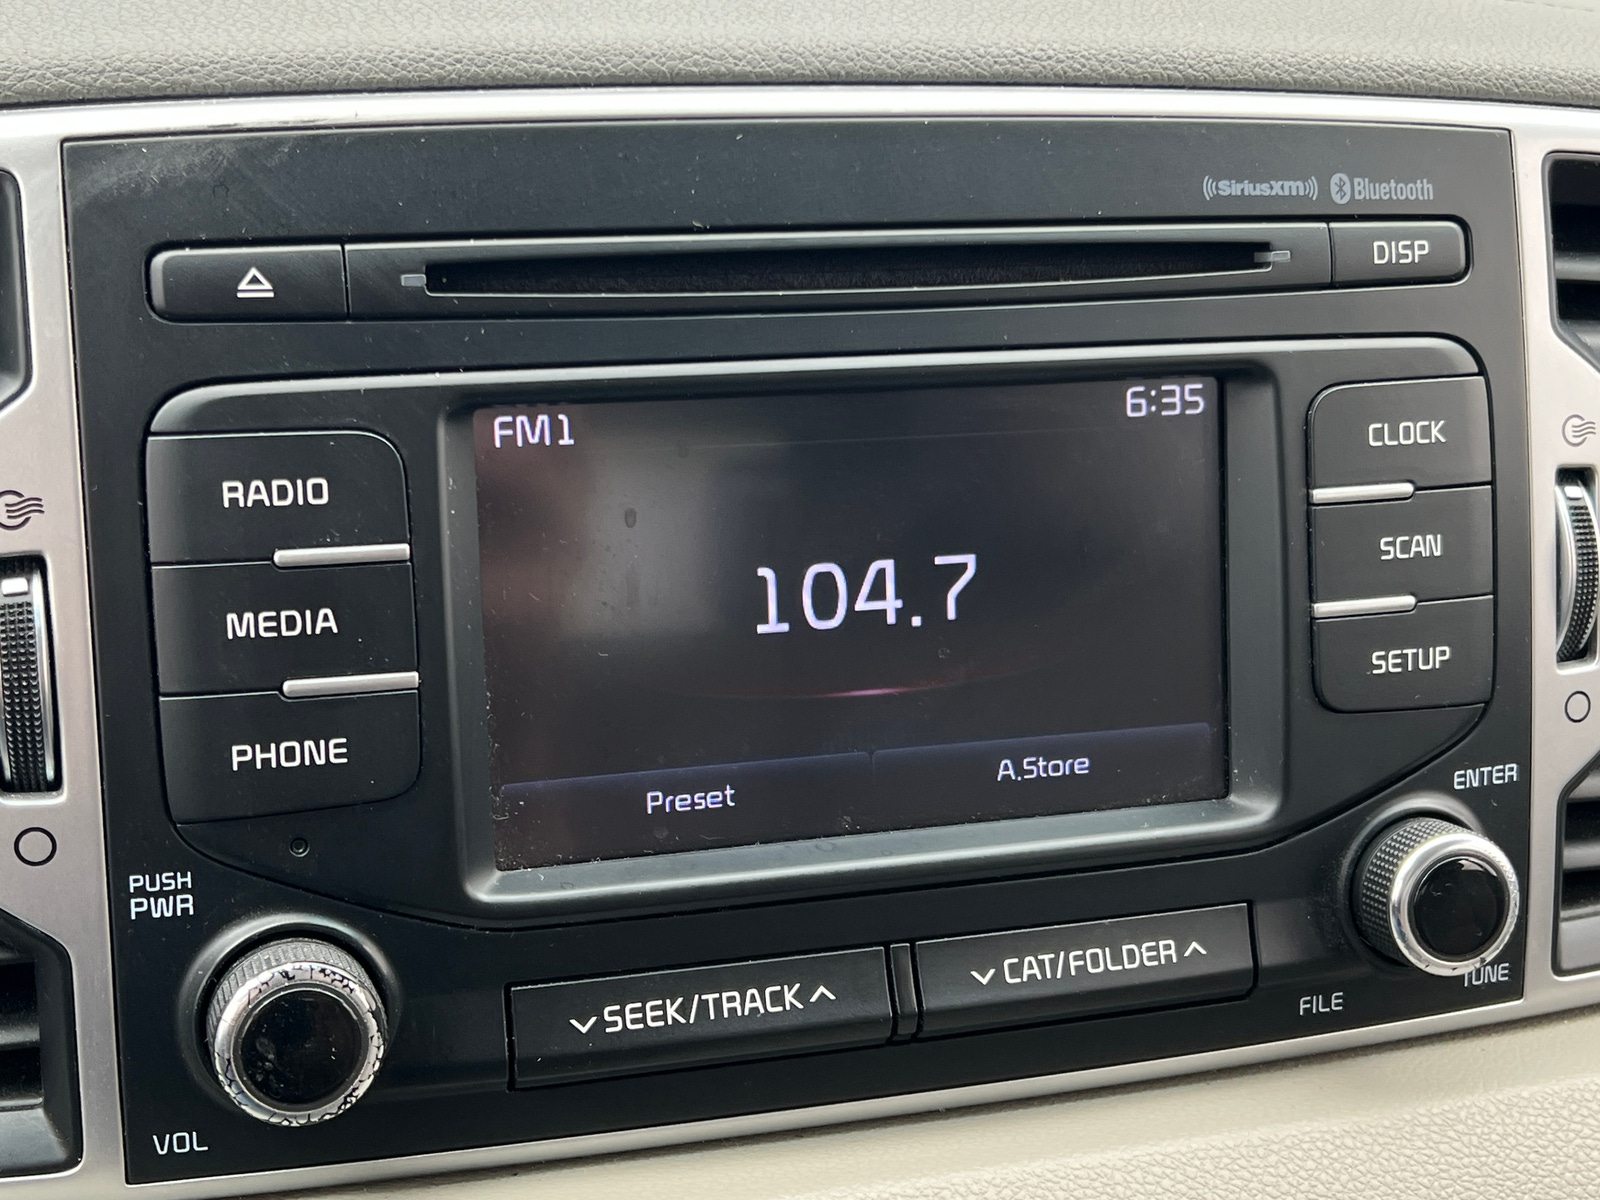 ((SiriusXM)) Bluetooth
DISP
FM1
6:35
104.7
Preset
A.Store
RADIO
MEDIA
PHONE
CLOCK
SCAN
SETUP
PUSH
PWR
VOL
SEEK/TRACK
CAT/FOLDER
ENTER
TUNE
FILE